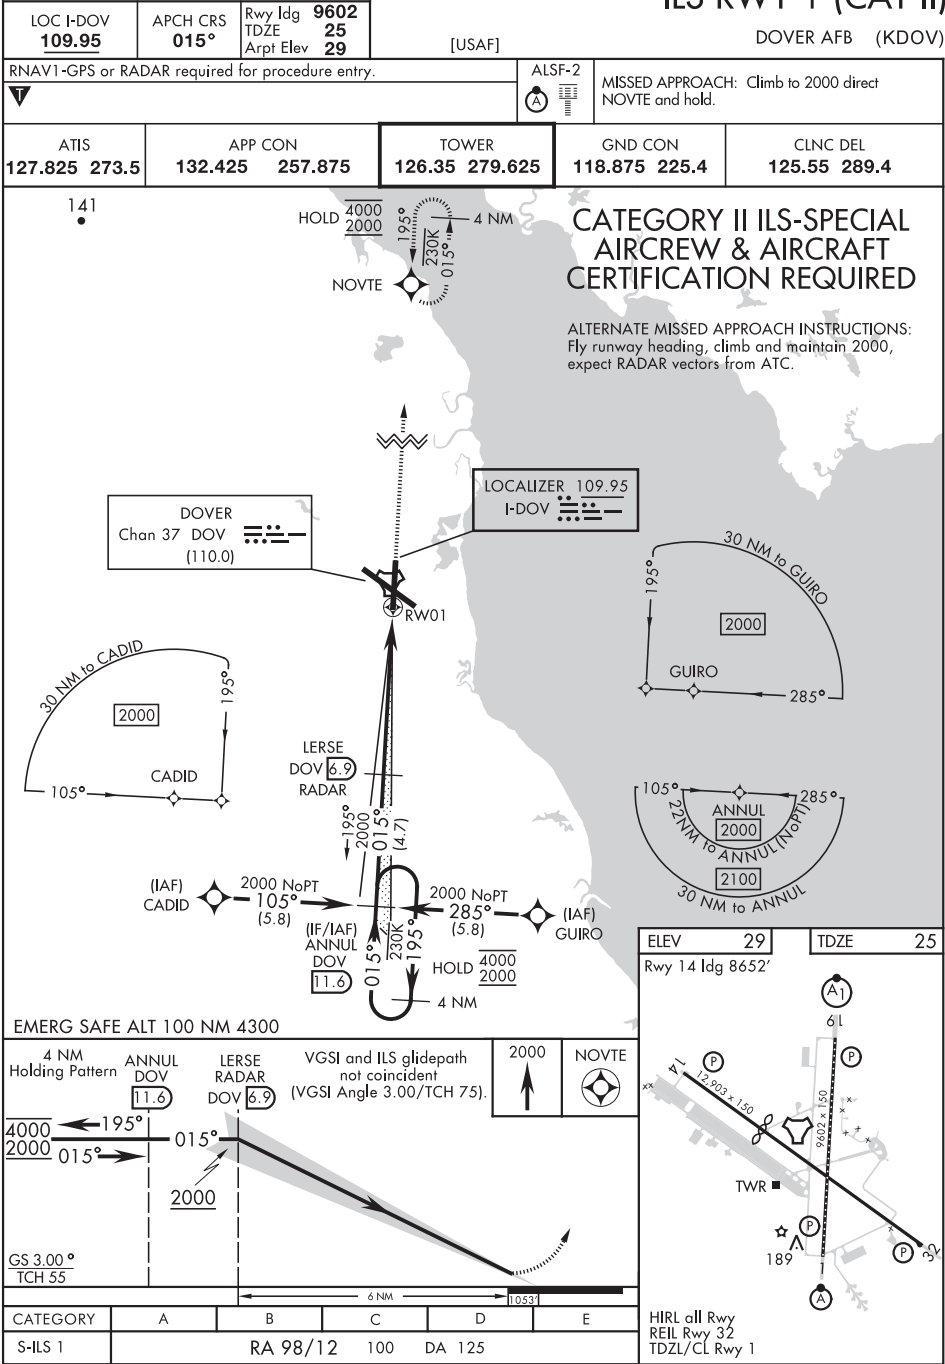 ILS RWY 1 (CAT II)
LOC I-DOV
109.95
APCH CRS
015°
Rwy ldg 9602
TDZE 25
Arpt Elev 29
[USAF]
DOVER AFB (KDOV)
RNAV1-GPS or RADAR required for procedure entry.
T
ALSF-2
A
MISSED APPROACH: Climb to 2000 direct
NOVTE and hold.
ATIS
127.825 273.5
APP CON
132.425 257.875
TOWER
126.35 279.625
GND CON
118.875 225.4
CLNC DEL
125.55 289.4
141
HOLD 4000
2000
195°
230K
015°
4 NM
NOVTE
CATEGORY II ILS-SPECIAL
AIRCREW & AIRCRAFT
CERTIFICATION REQUIRED
ALTERNATE MISSED APPROACH INSTRUCTIONS:
Fly runway heading, climb and maintain 2000,
expect RADAR vectors from ATC.
LOCALIZER 109.95
I-DOV
DOVER
Chan 37 DOV
(110.0)
RW01
30 NM to GUIRO
195°
2000
GUIRO
285°
30 NM to CADID
195°
2000
CADID
105°
LERSE
DOV 6.9
RADAR
195°
2000
015°
(4.7)
105°
285°
ANNUL
2000
22NM to ANNUL(NoPT)
2100
30 NM to ANNUL
(IAF)
CADID
2000 NoPT
105°
(5.8)
2000 NoPT
285°
(5.8)
(IAF)
GUIRO
(IF/IAF)
ANNUL
DOV
11.6
015°
230K
195°
HOLD 4000
2000
4 NM
EMERG SAFE ALT 100 NM 4300
ELEV 29
TDZE 25
Rwy 14 ldg 8652'
A1
19
P
14
12,903 x 150
P
9602 x 150
TWR
189
P
P
32
1
A
HIRL all Rwy
REIL Rwy 32
TDZL/CL Rwy 1
4 NM
Holding Pattern
ANNUL
DOV
11.6
LERSE
RADAR
DOV 6.9
VGSI and ILS glidepath
not coincident
(VGSI Angle 3.00/TCH 75).
2000
NOVTE
4000
2000
195°
015°
015°
2000
GS 3.00°
TCH 55
6 NM
1053'
CATEGORY A B C D E
S-ILS 1 RA 98/12 100 DA 125